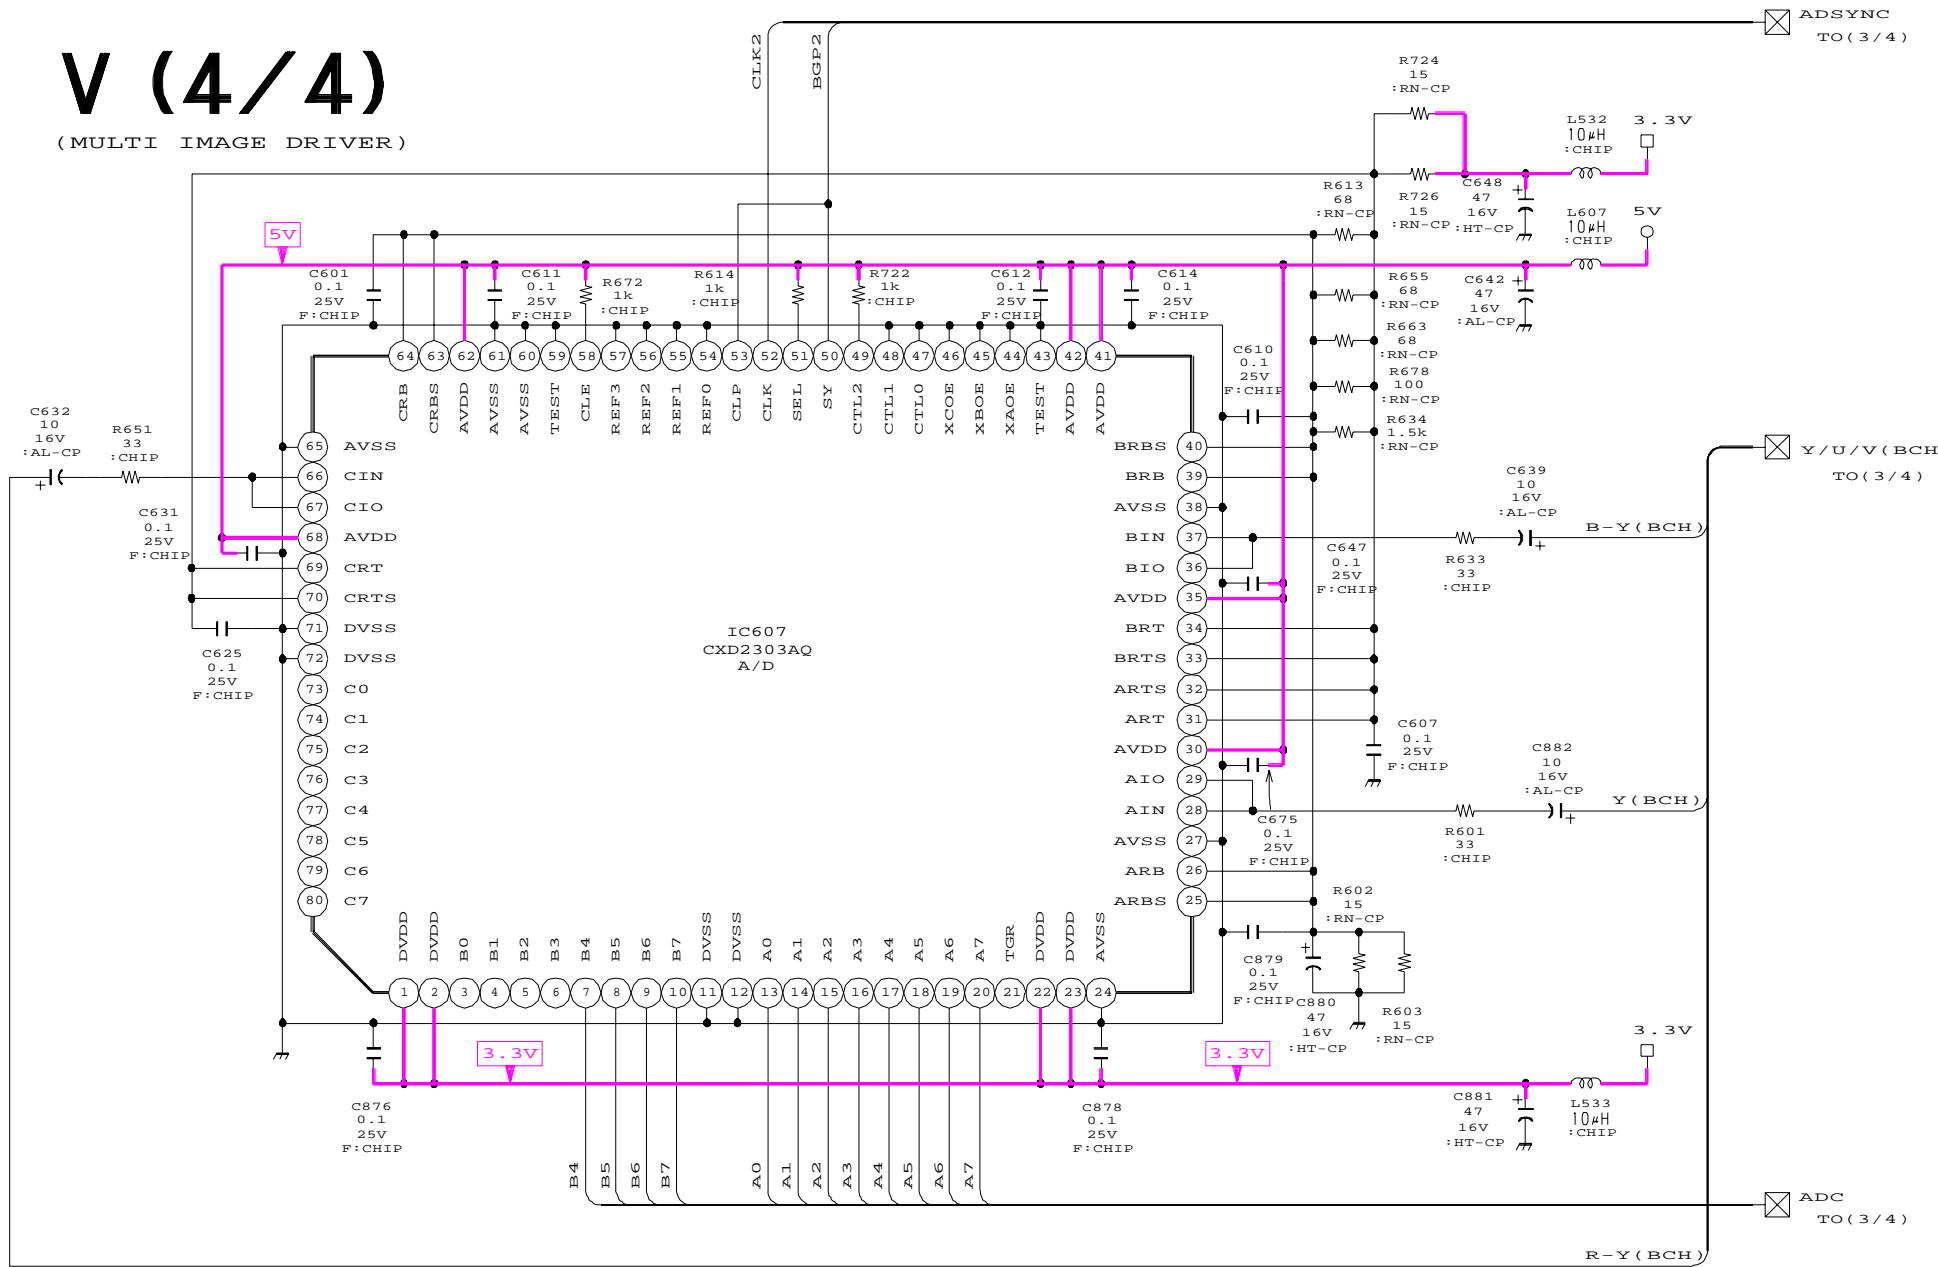 V (4/4)
(MULTI IMAGE DRIVER)
CLK2
BGP2
ADSYNC
TO(3/4)
R724
15
:RN-CP
L532
10μH
:CHIP
3.3V
R613
68
:RN-CP
R726
15
:RN-CP
C648
47
16V
:HT-CP
+
L607
10μH
:CHIP
5V
5V
C601
0.1
25V
F:CHIP
C611
0.1
25V
F:CHIP
R672
1k
:CHIP
R614
1k
:CHIP
R722
1k
:CHIP
C612
0.1
25V
F:CHIP
C614
0.1
25V
F:CHIP
R655
68
:RN-CP
C642
47
16V
:AL-CP
+
R663
68
:RN-CP
R678
100
:RN-CP
R634
1.5k
:RN-CP
C610
0.1
25V
F:CHIP
64 63 62 61 60 59 58 57 56 55 54 53 52 51 50 49 48 47 46 45 44 43 42 41
CRB
CRBS
AVDD
AVSS
AVSS
TEST
CLE
REF3
REF2
REF1
REF0
CLP
CLK
SEL
SY
CTL2
CTL1
CTL0
XCOE
XBOE
XAOE
TEST
AVDD
AVDD
C632
10
16V
:AL-CP
+
R651
33
:CHIP
C631
0.1
25V
F:CHIP
C625
0.1
25V
F:CHIP
65 AVSS
66 CIN
67 CIO
68 AVDD
69 CRT
70 CRTS
71 DVSS
72 DVSS
73 C0
74 C1
75 C2
76 C3
77 C4
78 C5
79 C6
80 C7
IC607
CXD2303AQ
A/D
BRBS 40
BRB 39
AVSS 38
BIN 37
BIO 36
AVDD 35
BRT 34
BRTS 33
ARTS 32
ART 31
AVDD 30
AIO 29
AIN 28
AVSS 27
ARB 26
ARBS 25
Y/U/V(BCH
TO(3/4)
C639
10
16V
:AL-CP
+
B-Y(BCH)
R633
33
:CHIP
C647
0.1
25V
F:CHIP
C607
0.1
25V
F:CHIP
C882
10
16V
:AL-CP
+
Y(BCH)
R601
33
:CHIP
C675
0.1
25V
F:CHIP
R602
15
:RN-CP
C879
0.1
25V
F:CHIP
+
C880
47
16V
:HT-CP
R603
15
:RN-CP
DVDD
DVDD
B0
B1
B2
B3
B4
B5
B6
B7
DVSS
DVSS
A0
A1
A2
A3
A4
A5
A6
A7
TGR
DVDD
DVDD
AVSS
1 2 3 4 5 6 7 8 9 10 11 12 13 14 15 16 17 18 19 20 21 22 23 24
3.3V
3.3V
3.3V
C876
0.1
25V
F:CHIP
C878
0.1
25V
F:CHIP
C881
47
16V
:HT-CP
+
L533
10μH
:CHIP
B4
B5
B6
B7
A0
A1
A2
A3
A4
A5
A6
A7
ADC
TO(3/4)
R-Y(BCH)